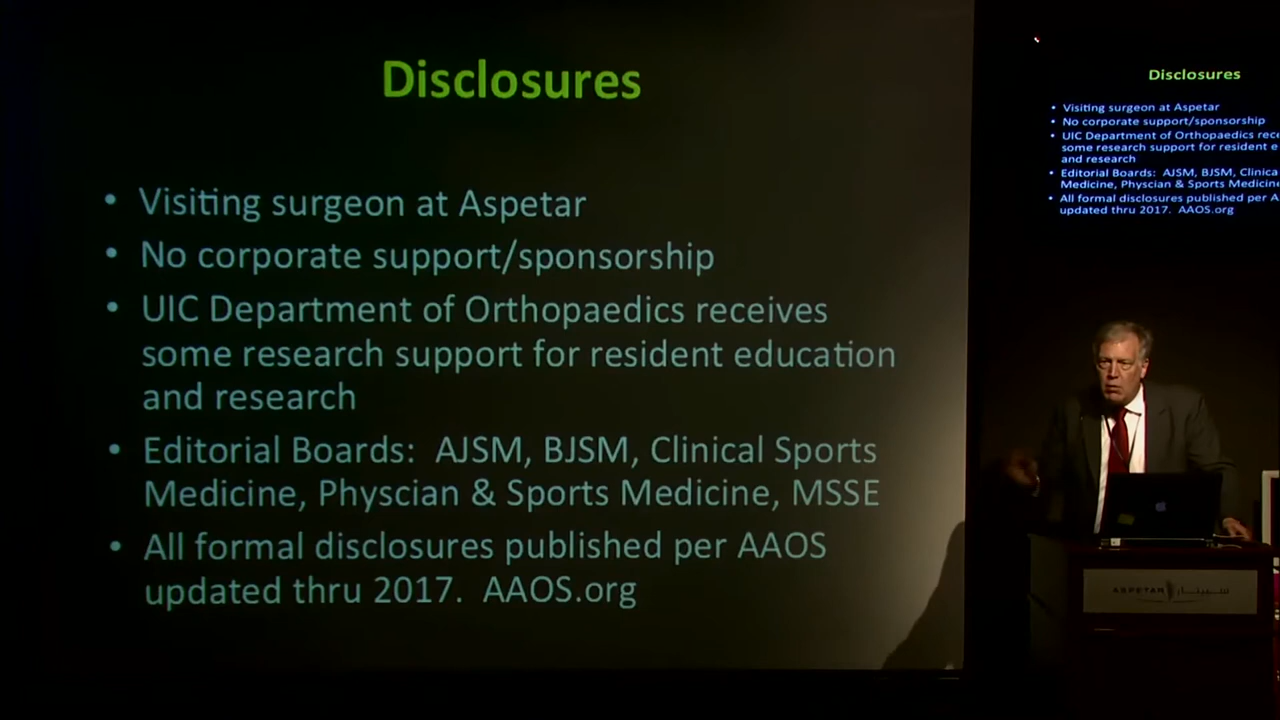 Disclosures
• Visiting surgeon at Aspetar
• No corporate support/sponsorship
• UIC Department of Orthopaedics receives
some research support for resident education
and research
• Editorial Boards: AJSM, BJSM, Clinical Sports
Medicine, Physcian & Sports Medicine, MSSE
• All formal disclosures published per AAOS
updated thru 2017. AAOS.org
Disclosures
• Visiting surgeon at Aspetar
• No corporate support/sponsorship
• UIC Department of Orthopaedics rece
some research support for resident e
and research
• Editorial Boards: AJSM, BJSM, Clinica
Medicine, Physcian & Sports Medicine
• All formal disclosures published per A
updated thru 2017. AAOS.org
ASPETAR سبيتار